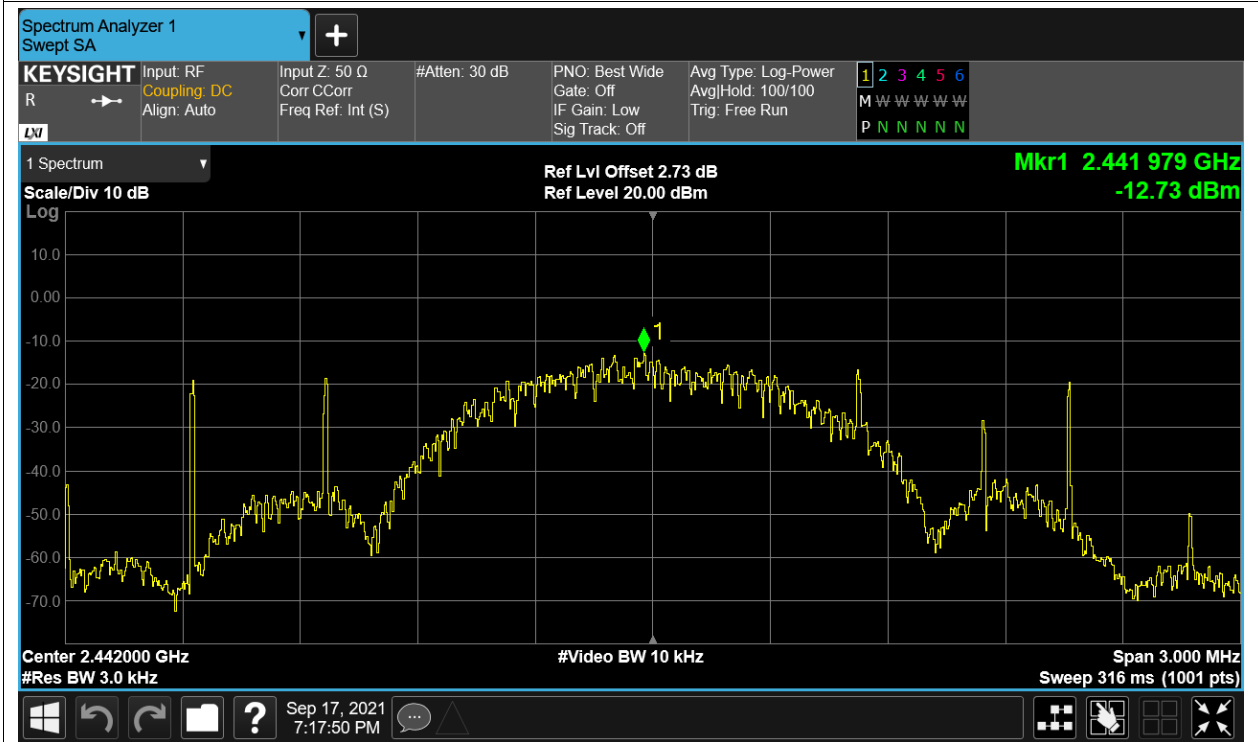 Spectrum Analyzer 1
Swept SA
KEYSIGHT
R
LXI
Input: RF
Coupling: DC
Align: Auto
Input Z: 50 Ω
Corr CCorr
Freq Ref: Int (S)
#Atten: 30 dB
PNO: Best Wide
Gate: Off
IF Gain: Low
Sig Track: Off
Avg Type: Log-Power
Avg|Hold: 100/100
Trig: Free Run
1 2 3 4 5 6
M W W W W W
P N N N N N
1 Spectrum
Scale/Div 10 dB
Log
Ref Lvl Offset 2.73 dB
Ref Level 20.00 dBm
Mkr1 2.441 979 GHz
-12.73 dBm
10.0
0.00
-10.0
-20.0
-30.0
-40.0
-50.0
-60.0
-70.0
1
Center 2.442000 GHz
#Res BW 3.0 kHz
#Video BW 10 kHz
Span 3.000 MHz
Sweep 316 ms (1001 pts)
?
Sep 17, 2021
7:17:50 PM